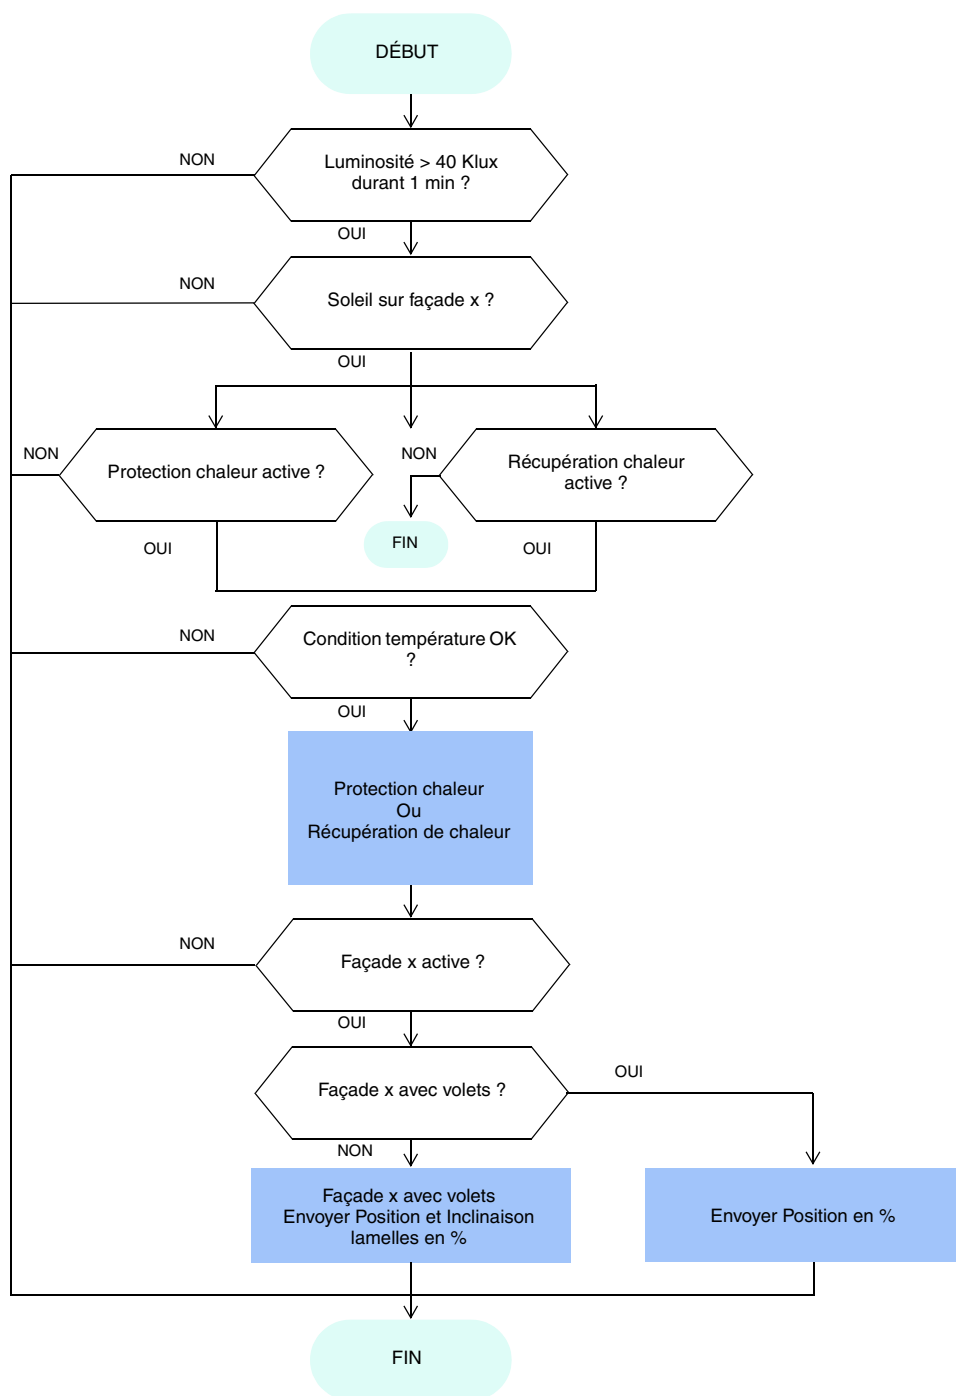 DÉBUT
NON
Luminosité > 40 Klux
durant 1 min ?
OUI
NON
Soleil sur façade x ?
OUI
NON
Protection chaleur active ?
NON
Récupération chaleur
active ?
OUI
FIN
OUI
NON
Condition température OK
?
OUI
Protection chaleur
Ou
Récupération de chaleur
NON
Façade x active ?
OUI
Façade x avec volets ?
OUI
NON
Façade x avec volets
Envoyer Position et Inclinaison
lamelles en %
Envoyer Position en %
FIN